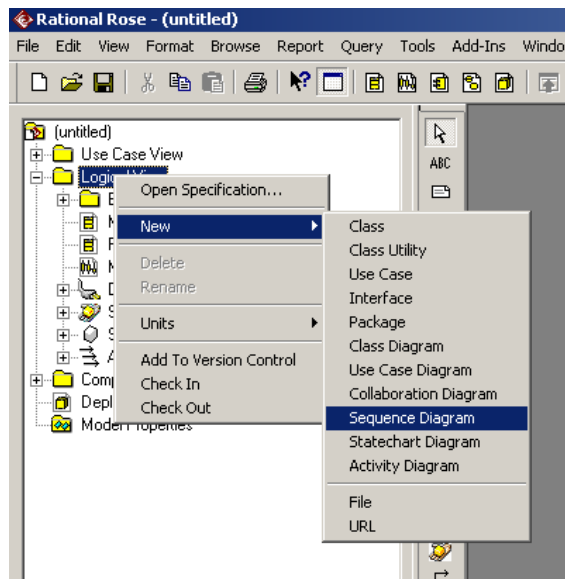 Rational Rose - (untitled)
File Edit View Format Browse Report Query Tools Add-Ins
(untitled)
Use Case View
Open Specification...
New
Delete
Rename
Units
Add To Version Control
Check In
Check Out
Class
Class Utility
Use Case
Interface
Package
Class Diagram
Use Case Diagram
Collaboration Diagram
Sequence Diagram
Statechart Diagram
Activity Diagram
File
URL
ABC
Model Properties